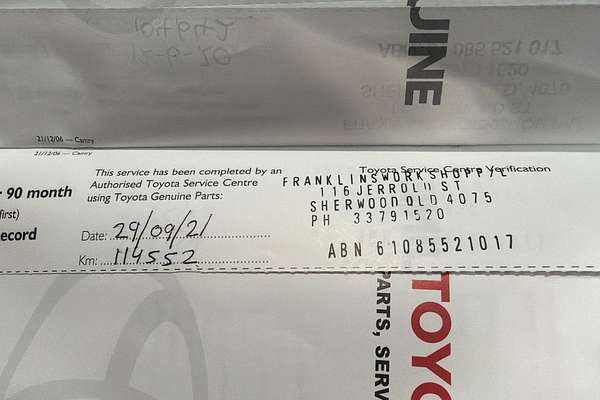 JINE
21/12/06 — Camry
21/12/06 — Camry
90 month
first)
ecord
This service has been completed by an
Authorised Toyota Service Centre
using Toyota Genuine Parts:
Date: 29/09/21
Km: 114552
Toyota Service Centre Verification
FRANKLINSWORKSHOPP/L
116 JERROLD ST
SHERWOOD QLD 4075
PH 33791520
ABN 61085521017
TOYO
PARTS, SERV